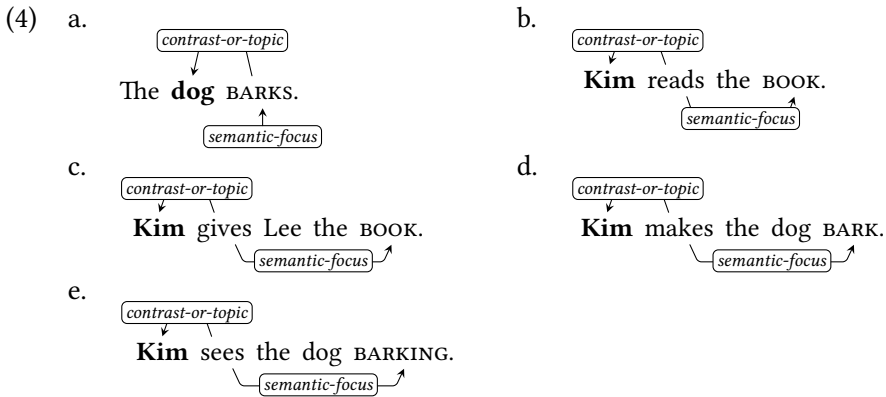 (4) a. b.
contrast-or-topic contrast-or-topic
The dog BARKS. Kim reads the BOOK.
semantic-focus semantic-focus
c. d.
contrast-or-topic contrast-or-topic
Kim gives Lee the BOOK. Kim makes the dog BARK.
semantic-focus semantic-focus
e.
contrast-or-topic
Kim sees the dog BARKING.
semantic-focus